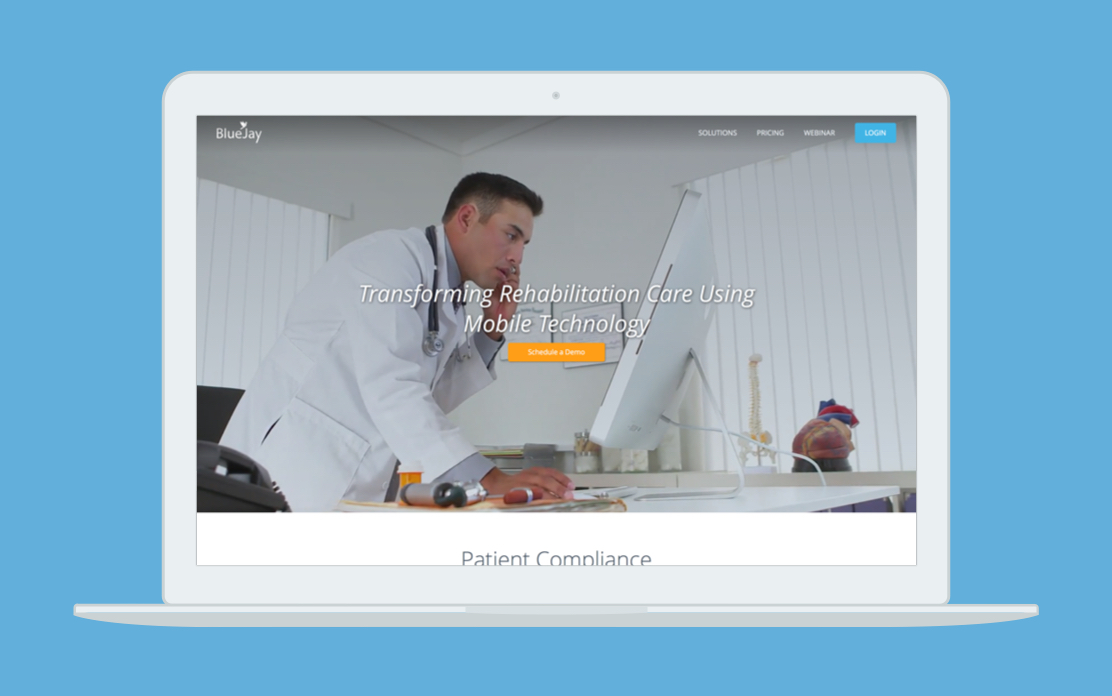 BlueJay
SOLUTIONS
PRICING
WEBINAR
LOGIN
Transforming Rehabilitation Care Using
Mobile Technology
Schedule a Demo
Patient Compliance